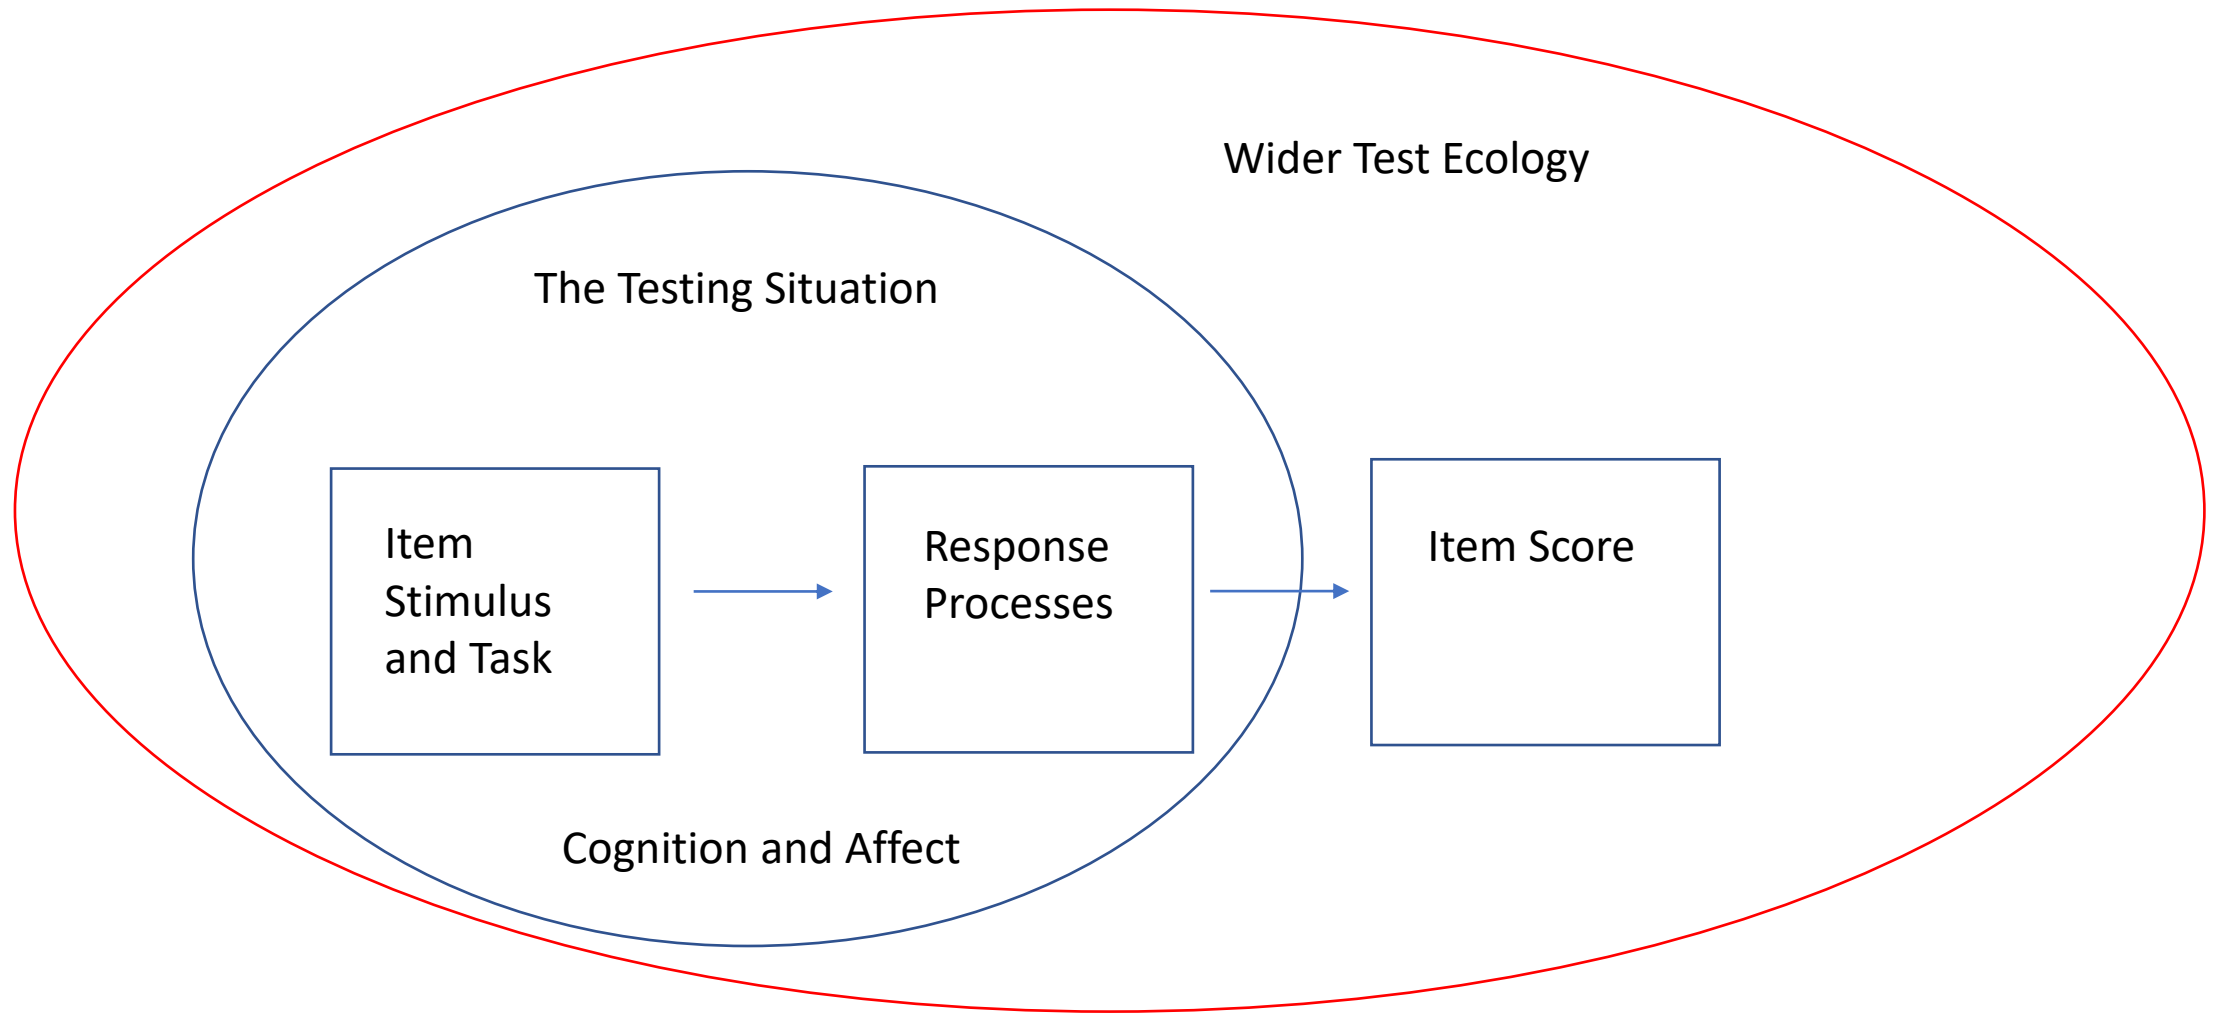 Wider Test Ecology
The Testing Situation
Item
Stimulus
and Task
Response
Processes
Item Score
Cognition and Affect